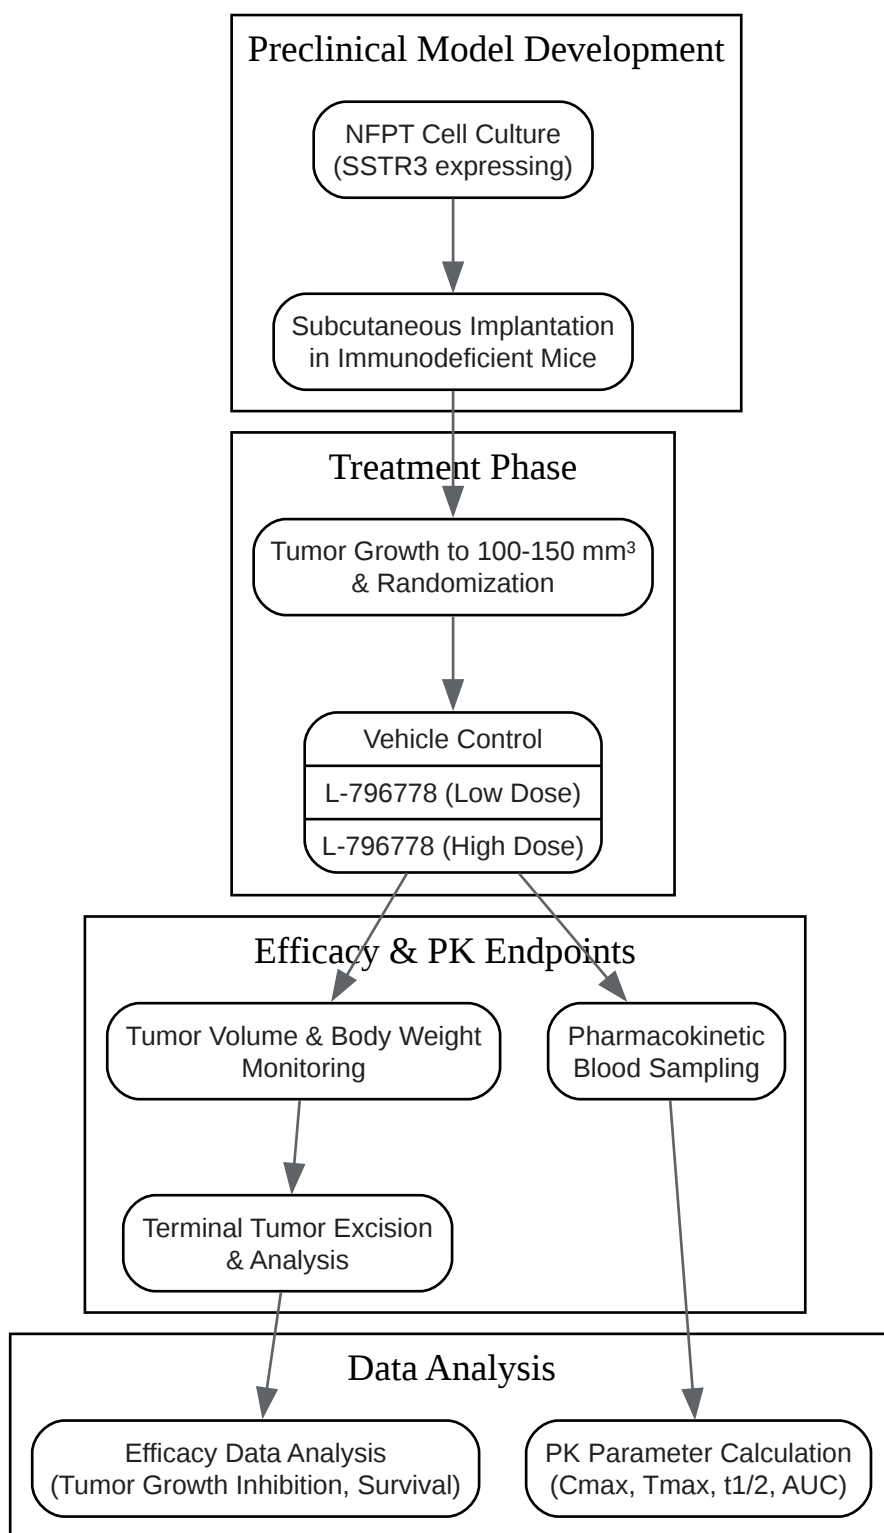 Preclinical Model Development
NFPT Cell Culture
(SSTR3 expressing)
Subcutaneous Implantation
in Immunodeficient Mice
Treatment Phase
Tumor Growth to 100-150 mm³
& Randomization
Vehicle Control
L-796778 (Low Dose)
L-796778 (High Dose)
Efficacy & PK Endpoints
Tumor Volume & Body Weight
Monitoring
Pharmacokinetic
Blood Sampling
Terminal Tumor Excision
& Analysis
Data Analysis
Efficacy Data Analysis
(Tumor Growth Inhibition, Survival)
PK Parameter Calculation
(Cmax, Tmax, t1/2, AUC)